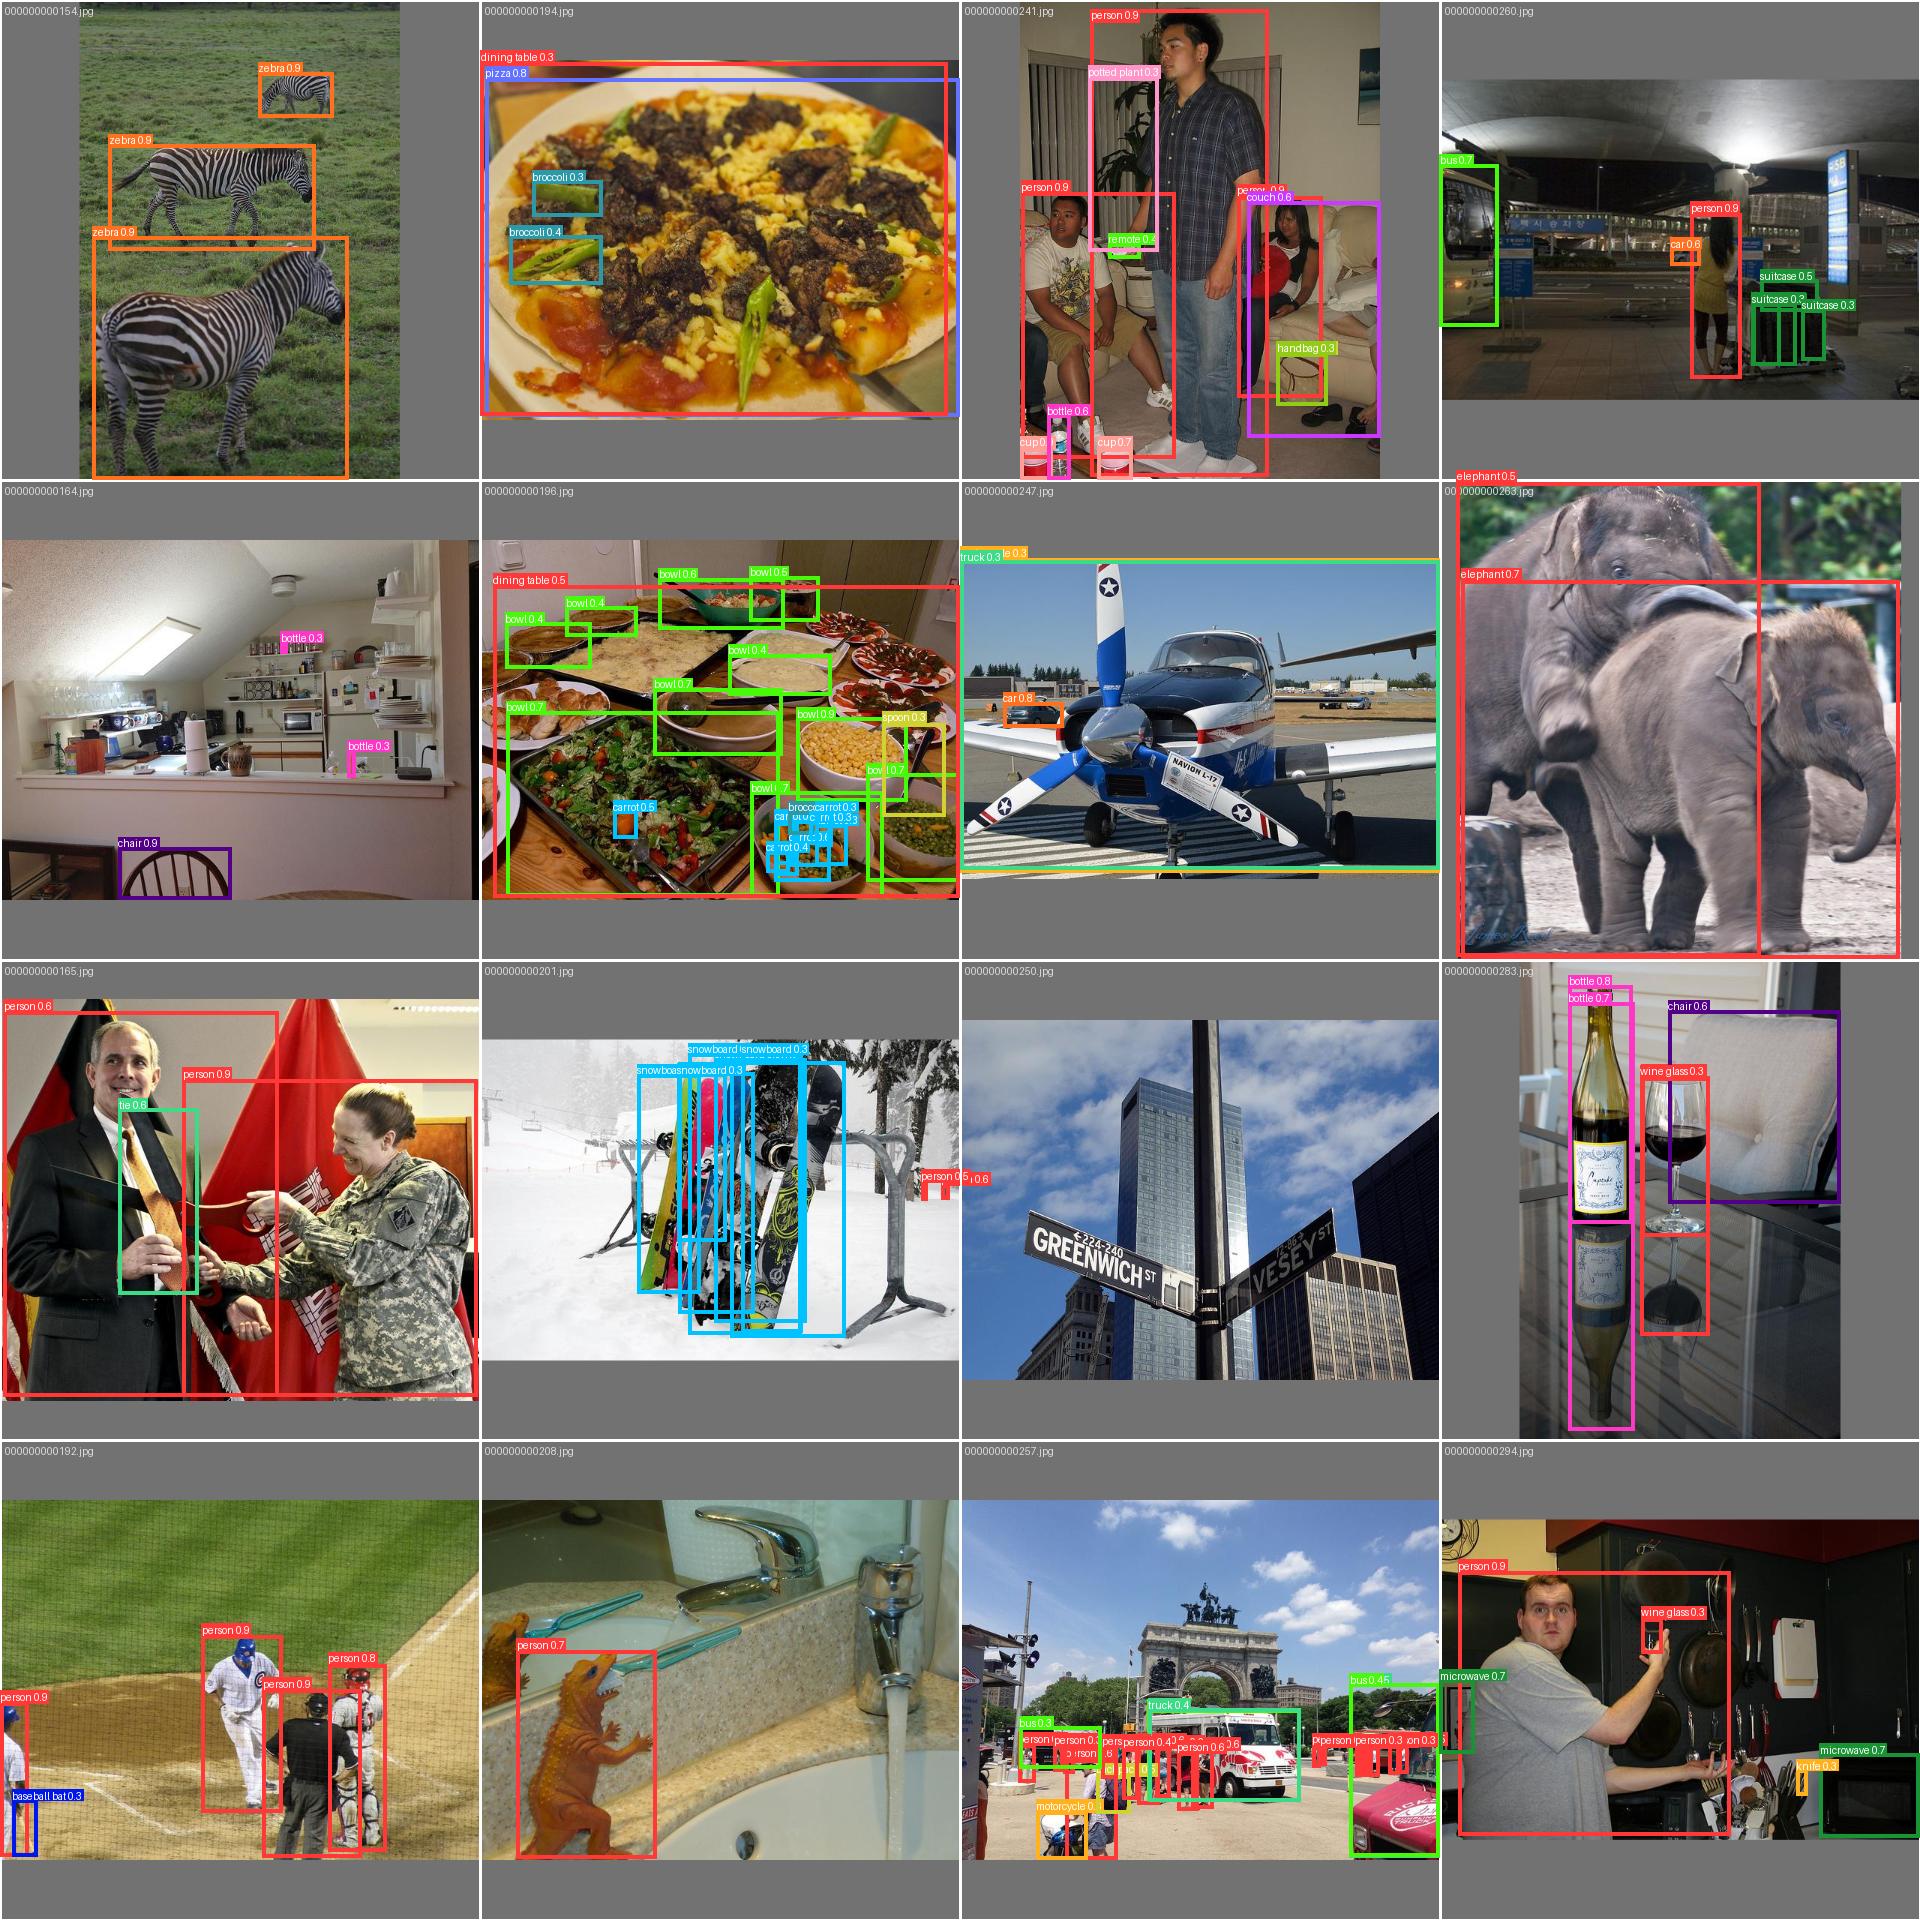 000000000154.jpg
zebra 0.9
zebra 0.9
zebra 0.9
000000000194.jpg
dining table 0.3
pizza 0.8
broccoli 0.3
broccoli 0.4
000000000241.jpg
person 0.9
potted plant 0.3
person 0.9
couch 0.6
remote 0.4
handbag 0.3
bottle 0.6
cup 0.7
000000000260.jpg
bus 0.7
person 0.9
car 0.6
suitcase 0.5
suitcase 0.3
000000000164.jpg
bottle 0.3
bottle 0.3
chair 0.9
000000000196.jpg
dining table 0.5
bowl 0.6
bowl 0.5
bowl 0.4
bowl 0.4
bowl 0.4
bowl 0.7
bowl 0.7
bowl 0.9
spoon 0.3
carrot 0.5
carrot 0.3
carrot 0.4
000000000247.jpg
truck 0.3
car 0.8
NAVION L-17
elephant 0.5
000000000263.jpg
elephant 0.7
000000000165.jpg
person 0.6
person 0.9
tie 0.6
000000000201.jpg
snowboard
snowboard 0.3
snowboard 0.3
person 0.5
000000000250.jpg
224-240
GREENWICH ST
VESEY ST
000000000283.jpg
bottle 0.8
bottle 0.7
chair 0.6
wine glass 0.3
000000000192.jpg
person 0.9
person 0.8
person 0.9
person 0.9
baseball bat 0.3
000000000208.jpg
person 0.7
000000000257.jpg
bus 0.3
truck 0.4
person 0.4
person 0.6
person 0.3
motorcycle
000000000294.jpg
person 0.9
wine glass 0.3
microwave 0.7
microwave 0.7
knife 0.3